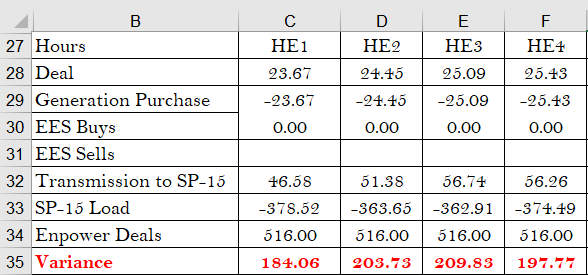 B C D E F
27 Hours HE1 HE2 HE3 HE4
28 Deal 23.67 24.45 25.09 25.43
29 Generation Purchase -23.67 -24.45 -25.09 -25.43
30 EES Buys 0.00 0.00 0.00 0.00
31 EES Sells
32 Transmission to SP-15 46.58 51.38 56.74 56.26
33 SP-15 Load -378.52 -363.65 -362.91 -374.49
34 Enpower Deals 516.00 516.00 516.00 516.00
35 Variance 184.06 203.73 209.83 197.77